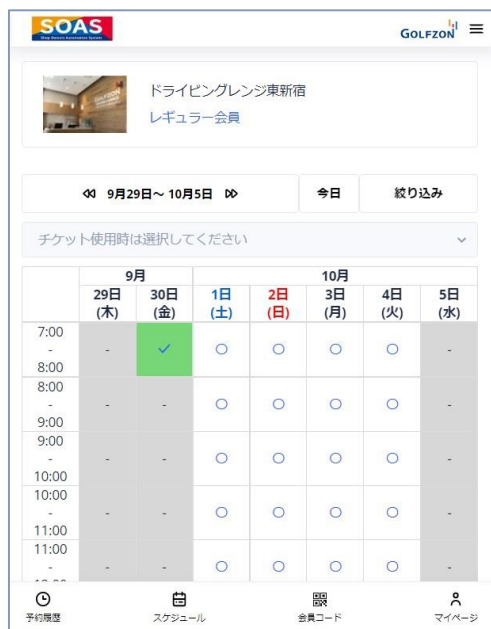 SOAS
Shop Owners Automation System
GOLFZON
ドライビングレンジ東新宿
レギュラー会員
9月29日～ 10月5日
今日
絞り込み
チケット使用時は選択してください
9月 10月
29日 30日 1日 2日 3日 4日 5日
(木) (金) (土) (日) (月) (火) (水)
7:00
-
8:00
- ✓ ○ ○ ○ ○ -
8:00
-
9:00
- - ○ ○ ○ ○ -
9:00
-
10:00
- - ○ ○ ○ ○ -
10:00
-
11:00
- - ○ ○ ○ ○ -
11:00
-
- - ○ ○ ○ ○ -
予約履歴
スケジュール
会員コード
マイページ